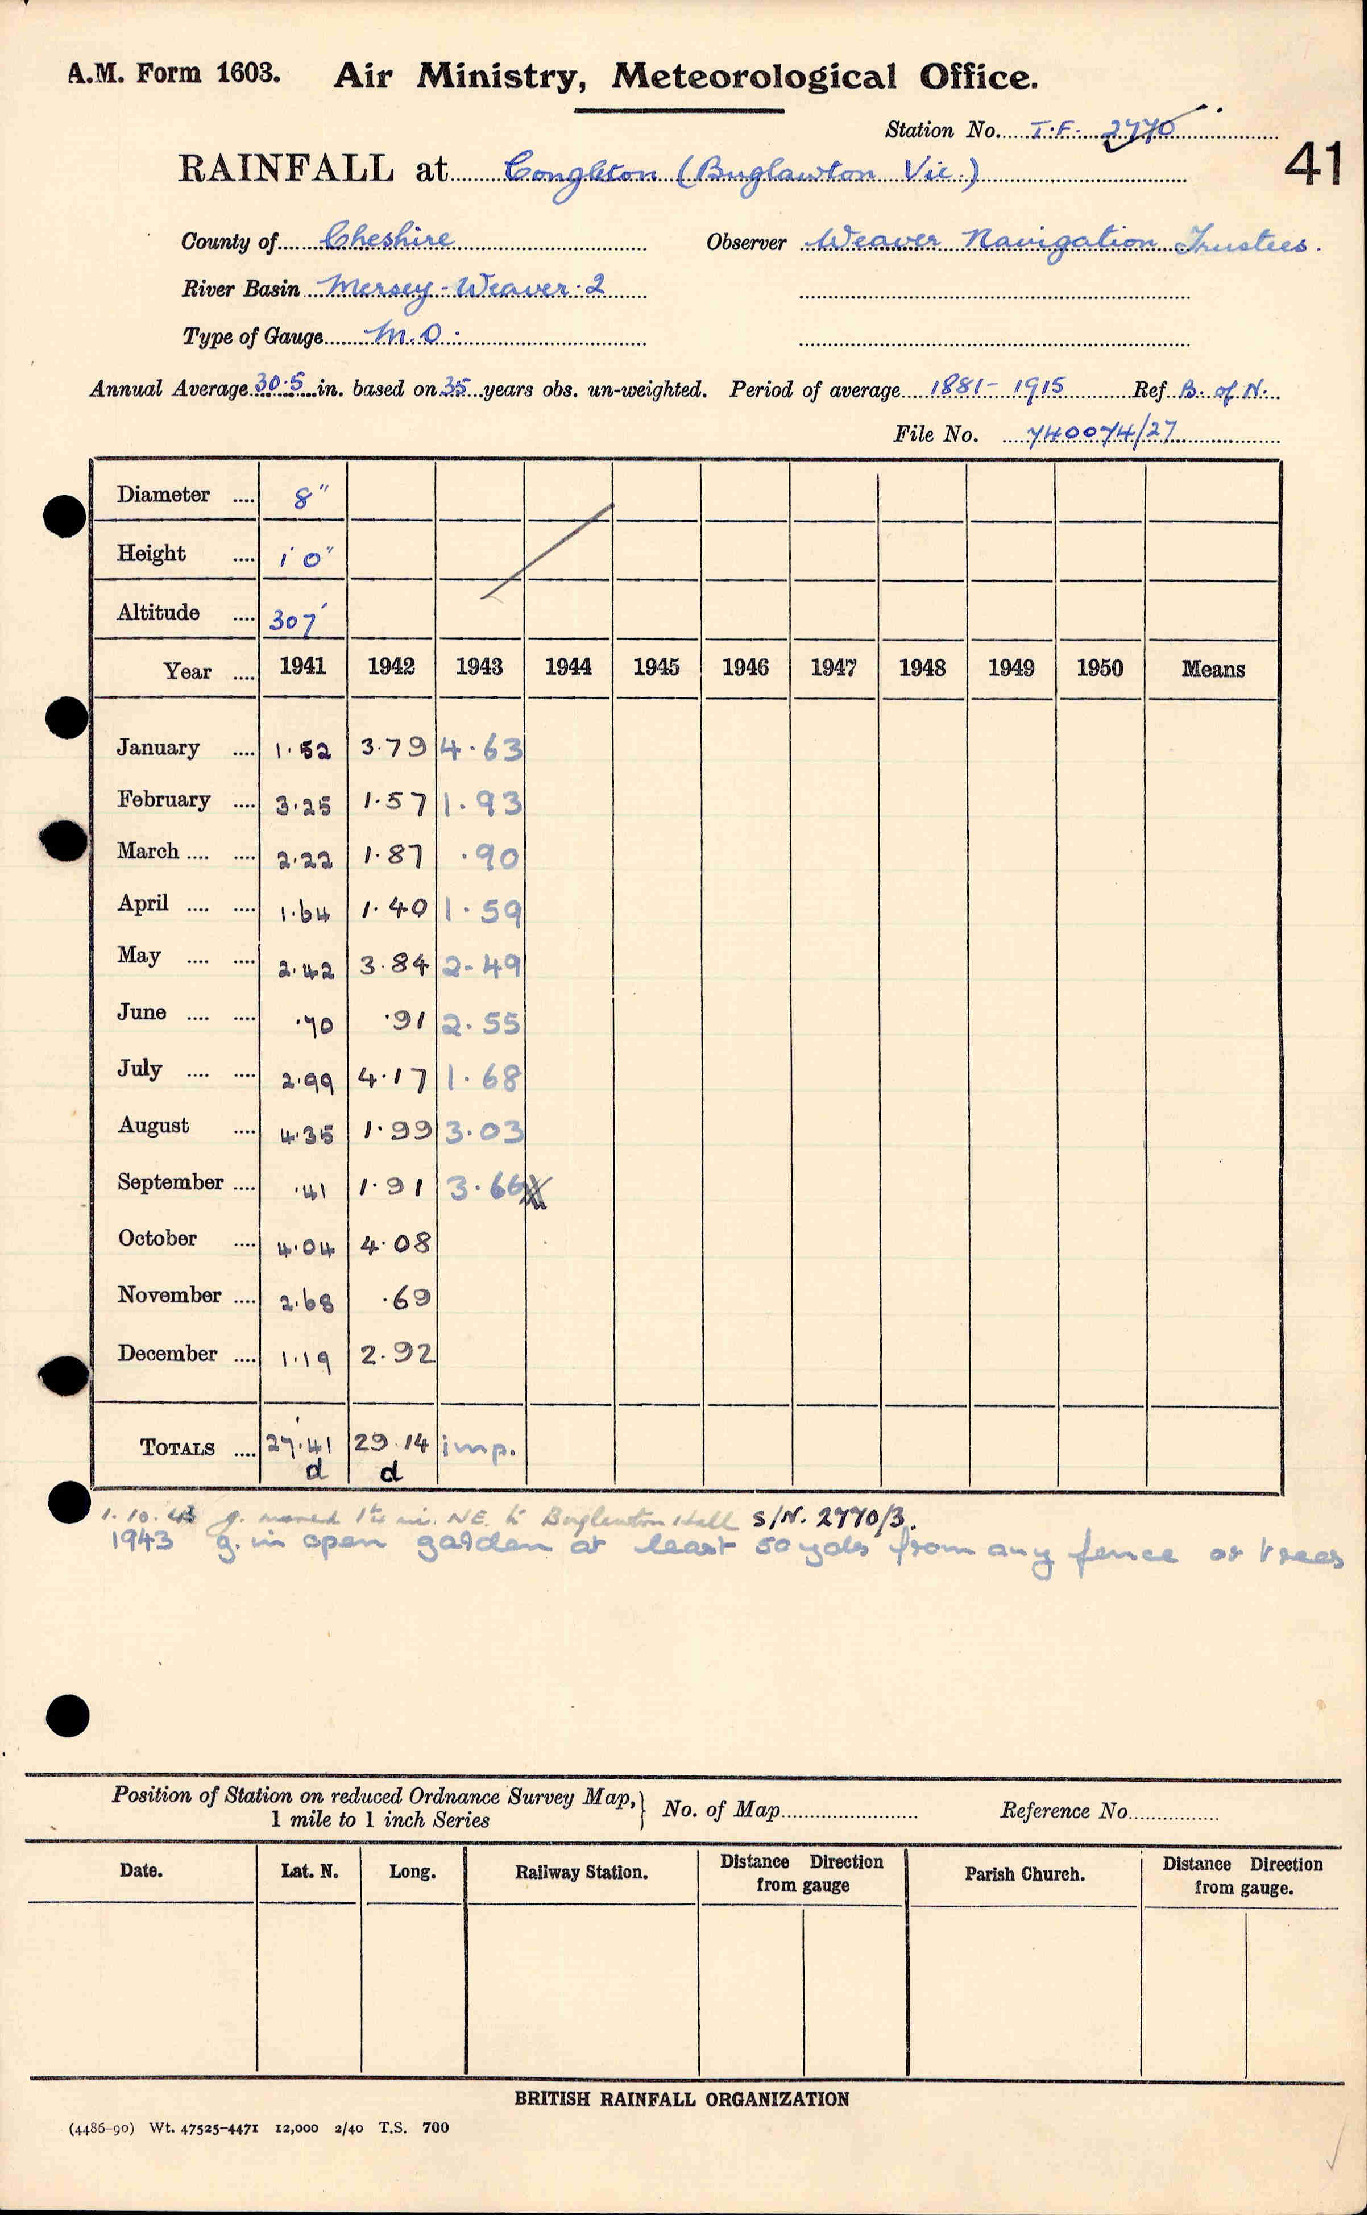 A.M. Form 1603. Air Ministry, Meteorological Office.
Station No. T.F. 2770
41
RAINFALL at Congleton (Buglawton Vic.)
County of Cheshire Observer Weaver Navigation Trustees.
River Basin Mersey-Weaver 2
Type of Gauge M.O.
Annual Average 30.5 in. based on 35 years obs. un-weighted. Period of average 1881-1915 Ref B. of N.
File No. 740074/27
Diameter .... 8"
Height .... 1' 0"
Altitude .... 307'
Year .... 1941 1942 1943 1944 1945 1946 1947 1948 1949 1950 Means
January .... 1.52 3.79 4.63
February .... 3.25 1.57 1.93
March .... .... 2.22 1.87 .90
April .... .... 1.64 1.40 1.59
May .... .... 2.42 3.84 2.49
June .... .... .70 .91 2.55
July .... .... 2.99 4.17 1.68
August .... 4.35 1.99 3.03
September .... .41 1.91 3.66
October .... 4.04 4.08
November .... 2.68 .69
December .... 1.19 2.92
TOTALS .... 27.41 29.14 imp.
d d
1.10.43 g. moved 1¼ mi. NE. to Buglawton Hall S/N. 2770/3.
1943 g. in open garden at least 50 yds from any fence or trees
Position of Station on reduced Ordnance Survey Map, } No. of Map Reference No.
1 mile to 1 inch Series
Date. Lat. N. Long. Railway Station. Distance Direction from gauge Parish Church. Distance Direction from gauge.
BRITISH RAINFALL ORGANIZATION
(4486-90) Wt. 47525-4471 12,000 2/40 T.S. 700